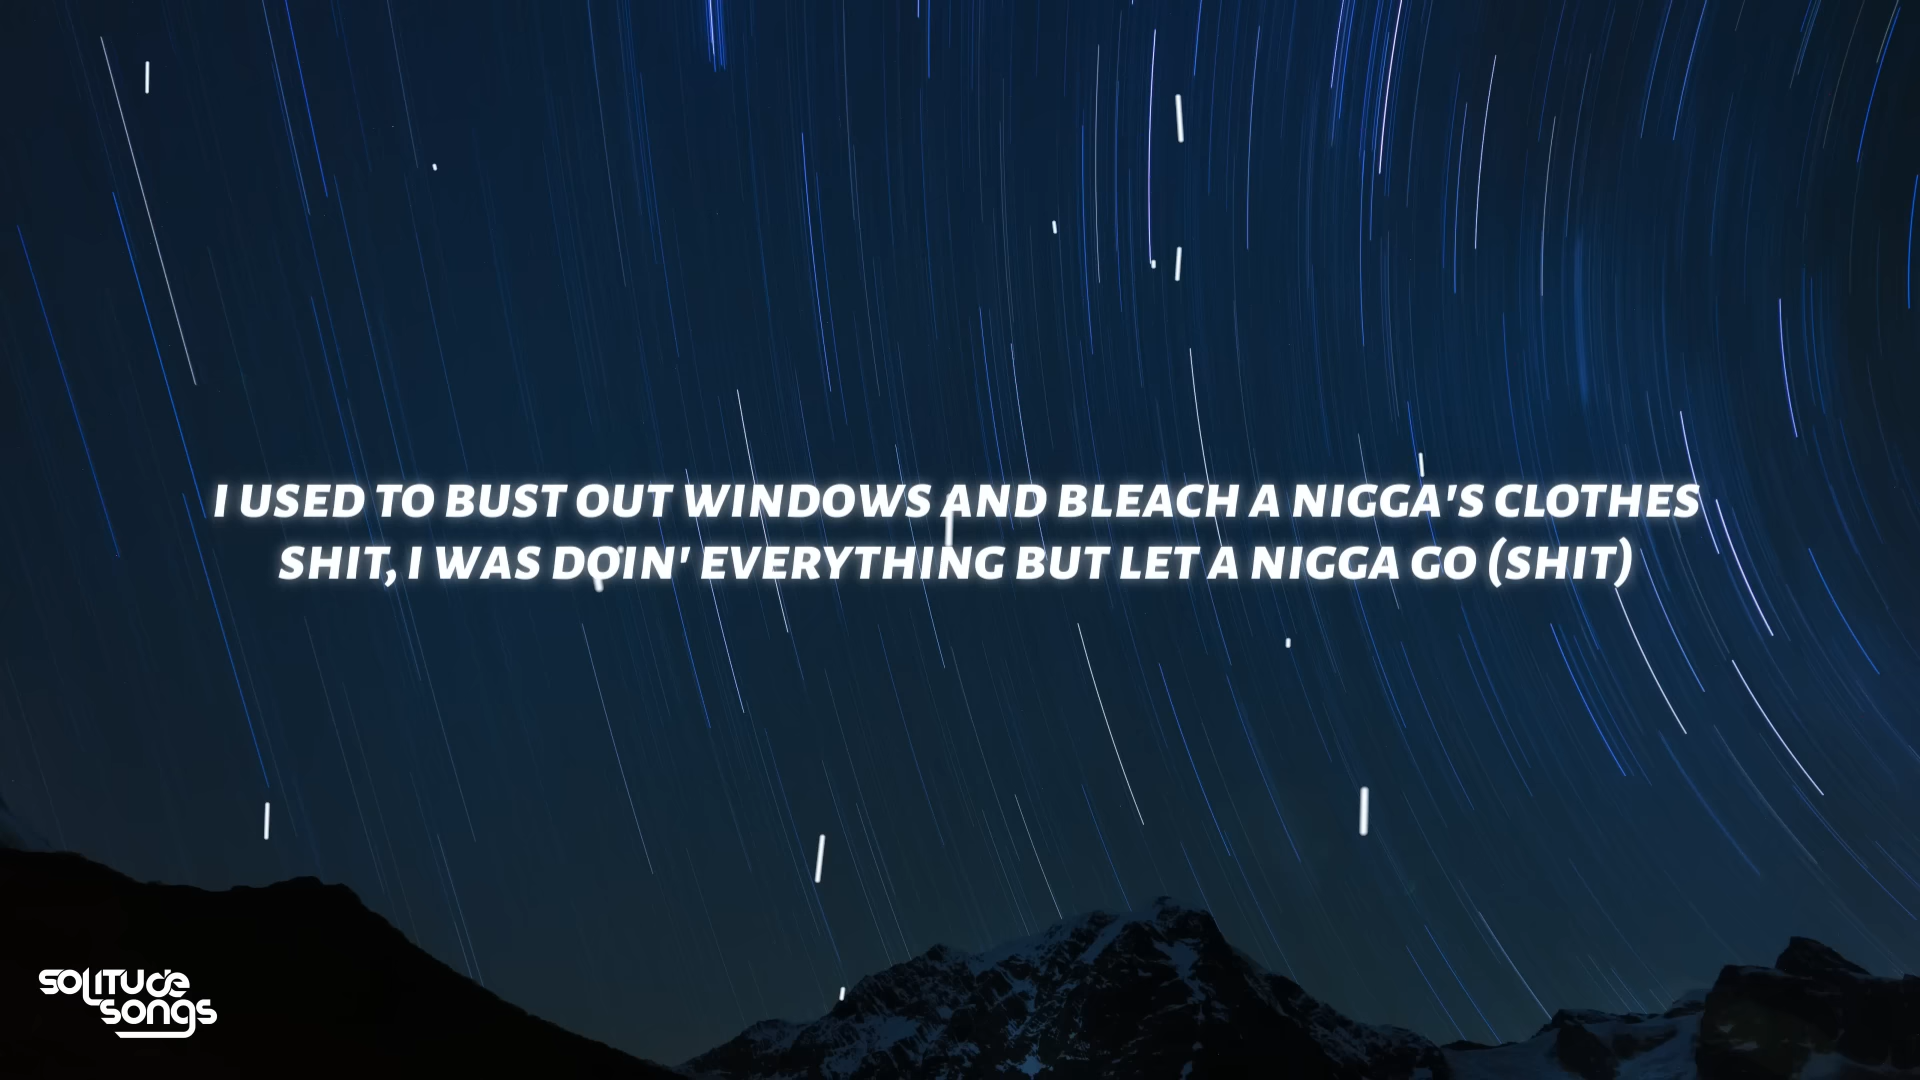 I USED TO BUST OUT WINDOWS AND BLEACH A NIGGA'S CLOTHES
SHIT, I WAS DOIN' EVERYTHING BUT LET A NIGGA GO (SHIT)
SOLITUDE
SONGS